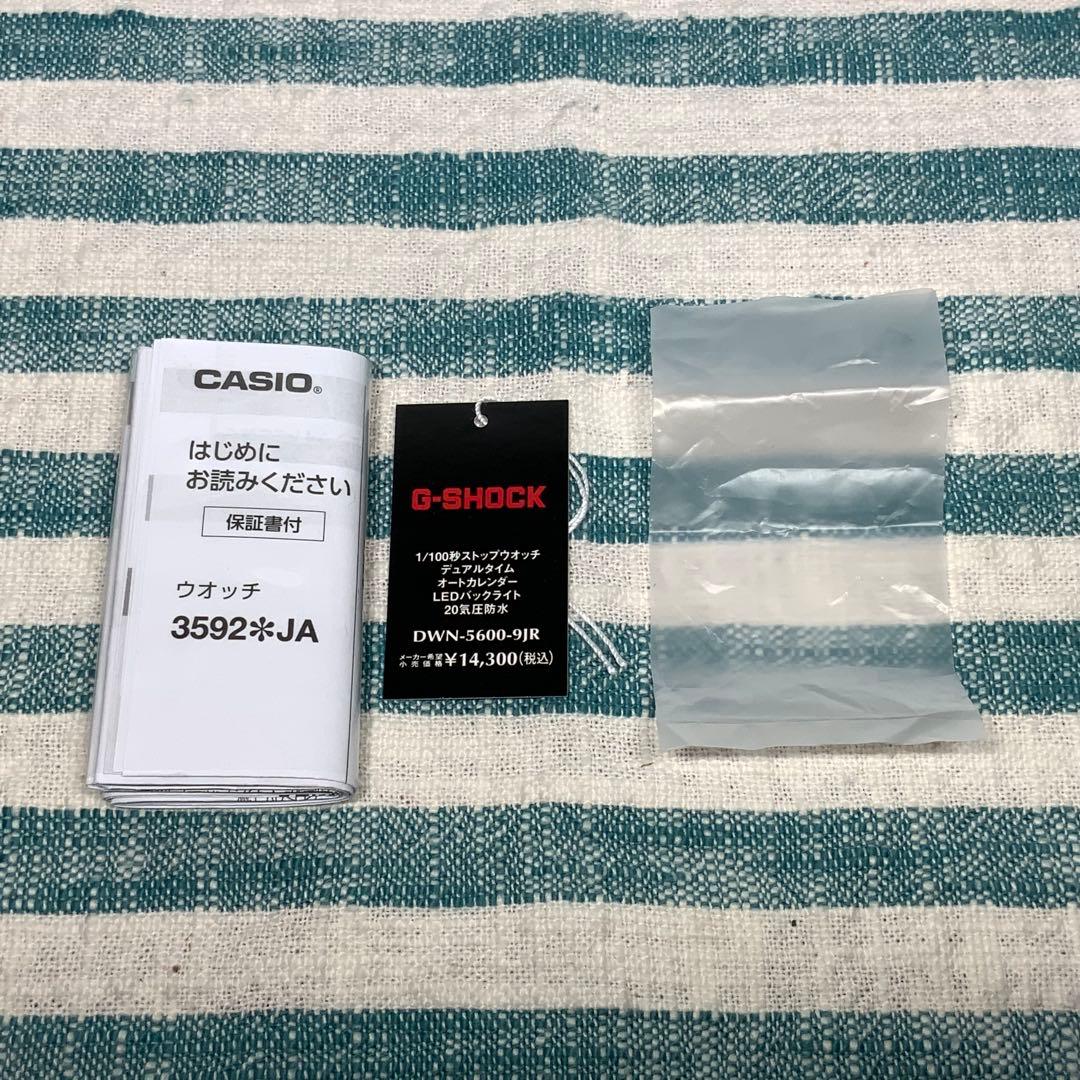 CASIO®
はじめに
お読みください
保証書付
ウオッチ
3592✻JA
G-SHOCK
1/100秒ストップウオッチ
デュアルタイム
オートカレンダー
LEDバックライト
20気圧防水
DWN-5600-9JR
メーカー希望
小売価格 ¥14,300(税込)